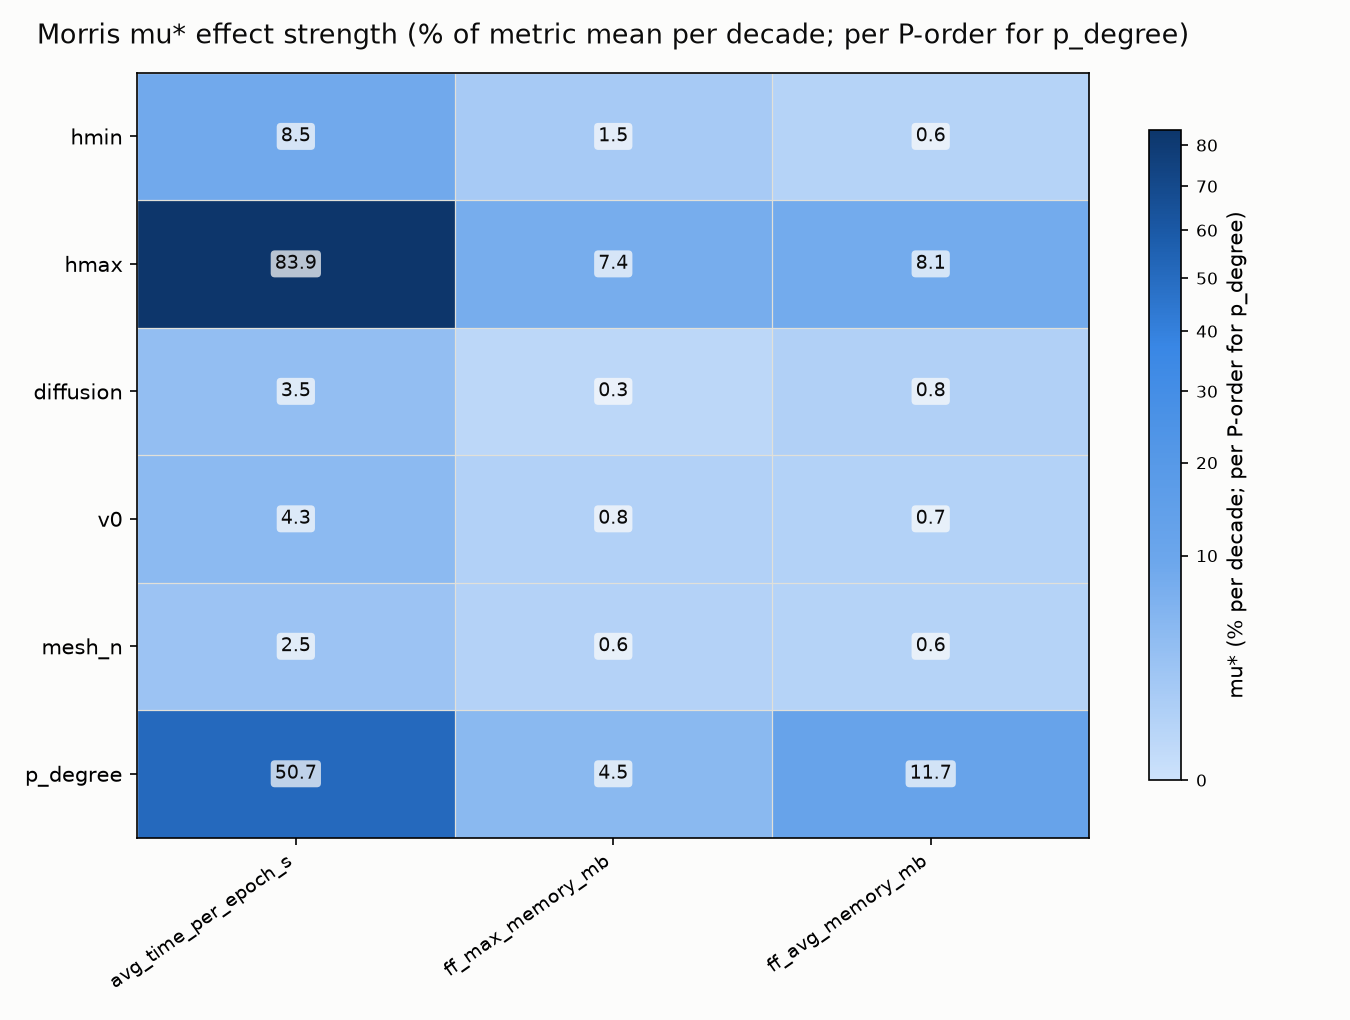 Morris mu* effect strength (% of metric mean per decade; per P-order for p_degree)
hmin 8.5 1.5 0.6
hmax 83.9 7.4 8.1
diffusion 3.5 0.3 0.8
v0 4.3 0.8 0.7
mesh_n 2.5 0.6 0.6
p_degree 50.7 4.5 11.7
avg_time_per_epoch_s ff_max_memory_mb ff_avg_memory_mb
80
70
60
50
40
30
20
10
0
mu* (% per decade; per P-order for p_degree)